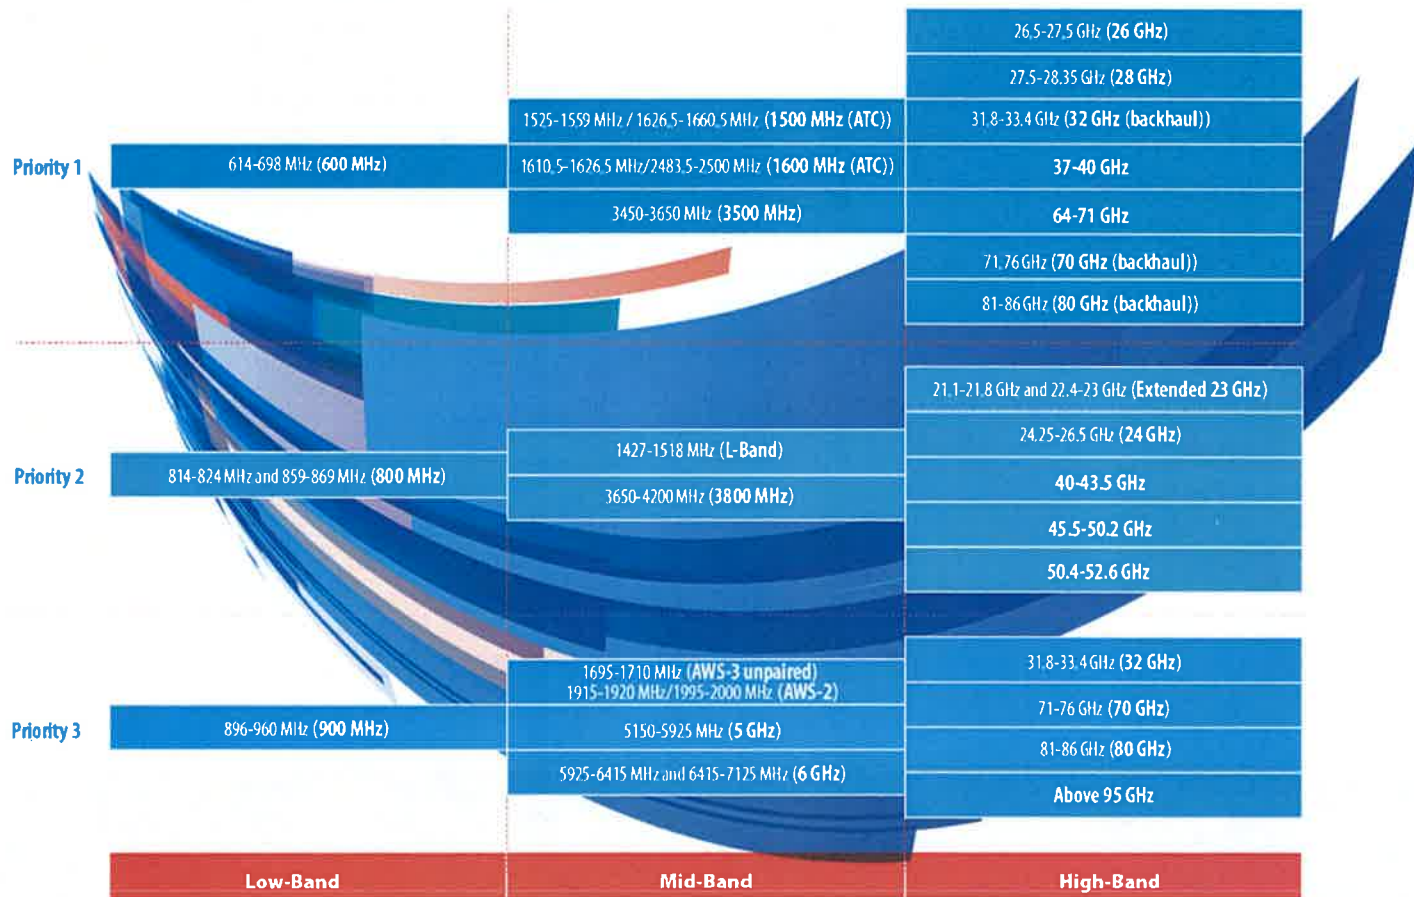 Priority 1
614-698 MHz (600 MHz)
1525-1559 MHz / 1626.5-1660.5 MHz (1500 MHz (ATC))
1610.5-1626.5 MHz/2483.5-2500 MHz (1600 MHz (ATC))
3450-3650 MHz (3500 MHz)
26.5-27.5 GHz (26 GHz)
27.5-28.35 GHz (28 GHz)
31.8-33.4 GHz (32 GHz (backhaul))
37-40 GHz
64-71 GHz
71.76 GHz (70 GHz (backhaul))
81-86 GHz (80 GHz (backhaul))
Priority 2
814-824 MHz and 859-869 MHz (800 MHz)
1427-1518 MHz (L-Band)
3650-4200 MHz (3800 MHz)
21.1-21.8 GHz and 22.4-23 GHz (Extended 23 GHz)
24.25-26.5 GHz (24 GHz)
40-43.5 GHz
45.5-50.2 GHz
50.4-52.6 GHz
Priority 3
896-960 MHz (900 MHz)
1695-1710 MHz (AWS-3 unpaired)
1915-1920 MHz/1995-2000 MHz (AWS-2)
5150-5925 MHz (5 GHz)
5925-6415 MHz and 6415-7125 MHz (6 GHz)
31.8-33.4 GHz (32 GHz)
71-76 GHz (70 GHz)
81-86 GHz (80 GHz)
Above 95 GHz
Low-Band
Mid-Band
High-Band